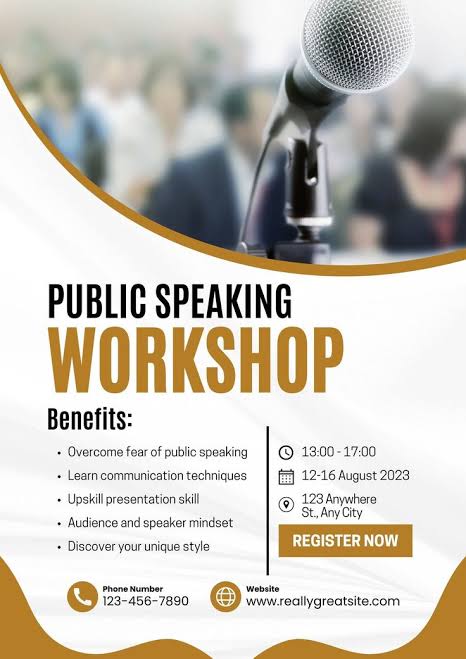 PUBLIC SPEAKING
WORKSHOP
Benefits:
• Overcome fear of public speaking
• Learn communication techniques
• Upskill presentation skill
• Audience and speaker mindset
• Discover your unique style
13:00 - 17:00
12-16 August 2023
123 Anywhere
St., Any City
REGISTER NOW
Phone Number
123-456-7890
Website
www.reallygreatsite.com